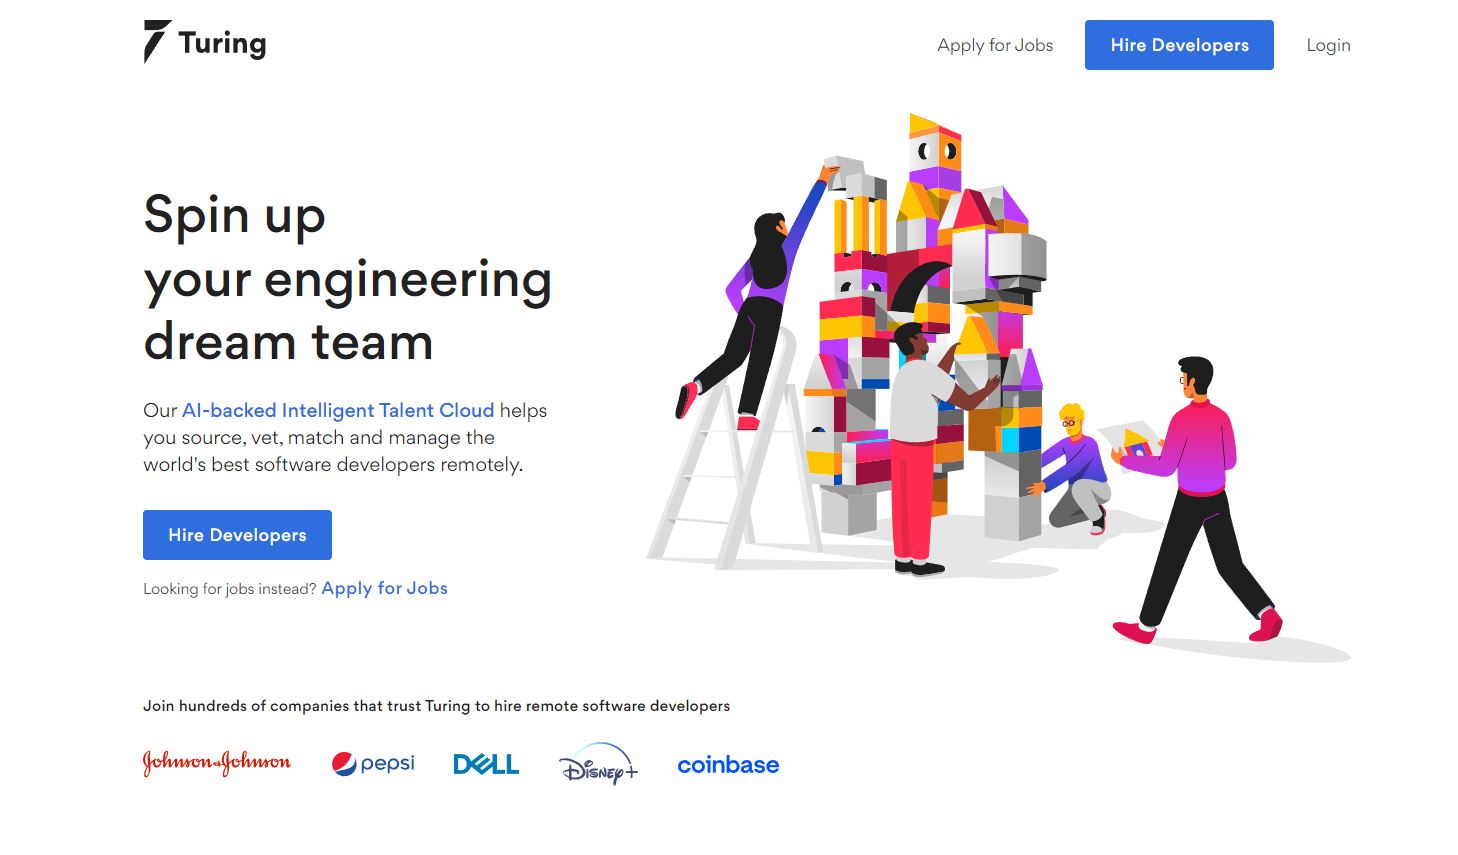 Turing
Apply for Jobs
Hire Developers
Login
Spin up
your engineering
dream team
Our AI-backed Intelligent Talent Cloud helps
you source, vet, match and manage the
world's best software developers remotely.
Hire Developers
Looking for jobs instead? Apply for Jobs
Join hundreds of companies that trust Turing to hire remote software developers
Johnson & Johnson
pepsi
DELL
Disney+
coinbase